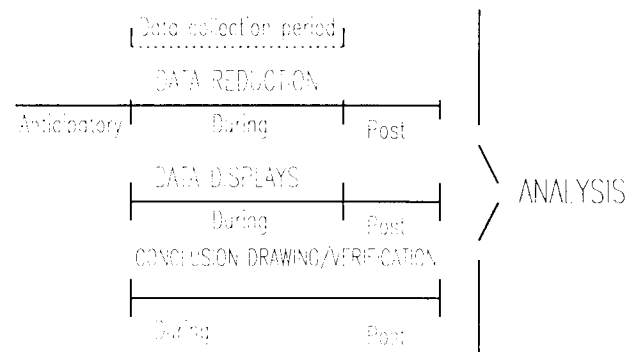 Data collection period
DATA REDUCTION
Anticipatory During Post
DATA DISPLAYS
ANALYSIS
During Post
CONCLUSION DRAWING/VERIFICATION
During Post